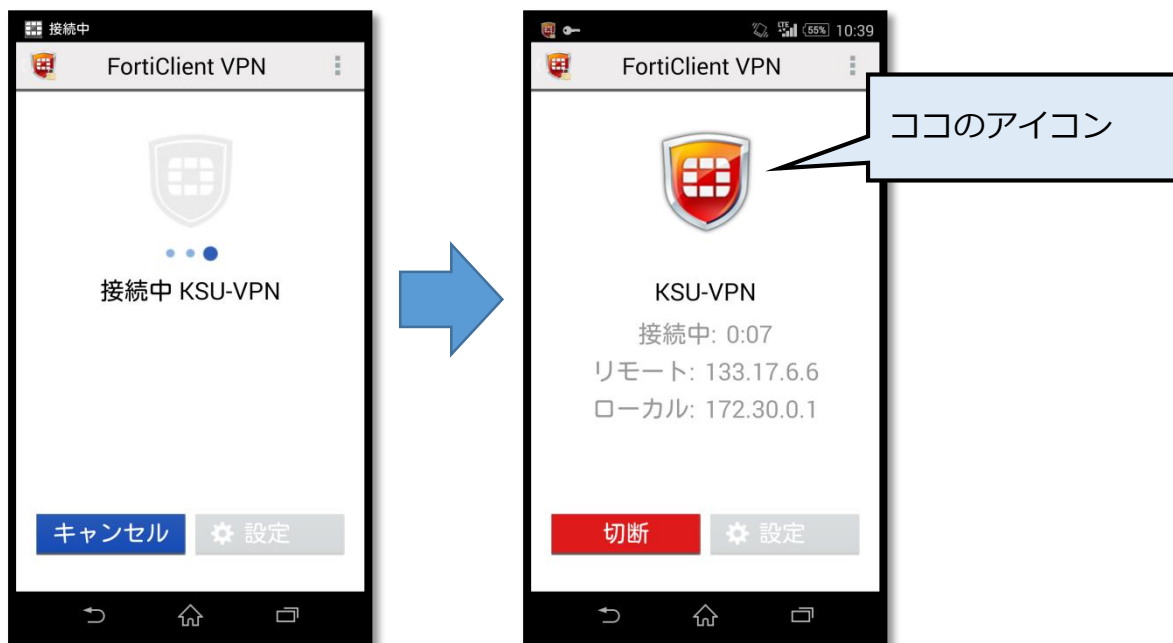 接続中
FortiClient VPN
接続中 KSU-VPN
キャンセル
設定
LTE
55%
10:39
FortiClient VPN
ココのアイコン
KSU-VPN
接続中: 0:07
リモート: 133.17.6.6
ローカル: 172.30.0.1
切断
設定